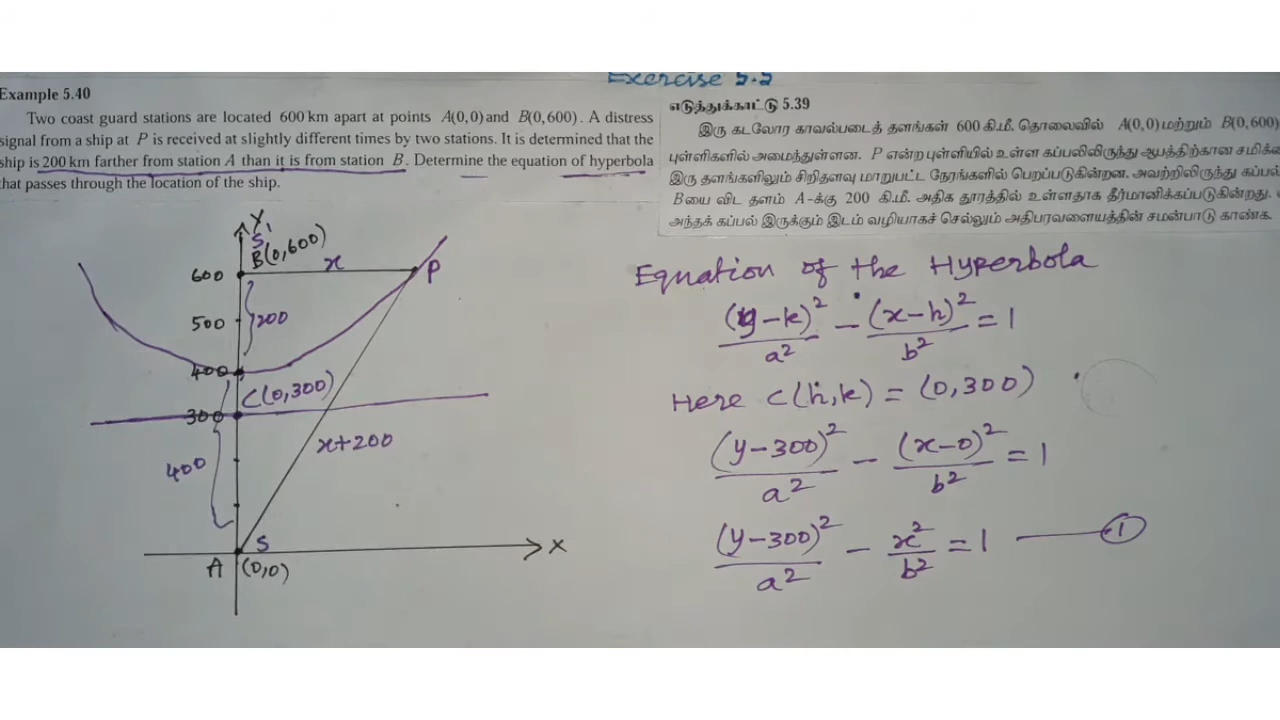 Exercise 5.5
Example 5.40
Two coast guard stations are located 600 km apart at points A(0,0) and B(0,600). A distress
signal from a ship at P is received at slightly different times by two stations. It is determined that the
ship is 200 km farther from station A than it is from station B. Determine the equation of hyperbola
that passes through the location of the ship.
எடுத்துக்காட்டு 5.39
இரு கடலோர காவல்படைத் தளங்கள் 600 கி.மீ. தொலைவில் A(0,0) மற்றும் B(0,600)
புள்ளிகளில் அமைந்துள்ளன. P என்ற புள்ளியில் உள்ள கப்பலிலிருந்து ஆபத்திற்கான
இரு தளங்களிலும் சிறிதளவு மாறுபட்ட நேரங்களில் பெறப்படுகின்றன. அவற்றிலிருந்து கப்பல்
Bயை விட தளம் A-க்கு 200 கி.மீ. அதிக தூரத்தில் உள்ளதாக தீர்மானிக்கப்படுகின்றது.
அந்தக் கப்பல் இருக்கும் இடம் வழியாகச் செல்லும் அதிபரவளையத்தின் சமன்பாடு காண்க.
Y
S
B(0,600)
600
x
P
500
200
400
C(0,300)
300
x+200
400
S
A (0,0)
X
Equation of the Hyperbola
(y-k)²/a² - (x-h)²/b² = 1
Here C(h,k) = (0,300)
(y-300)²/a² - (x-0)²/b² = 1
(y-300)²/a² - x²/b² = 1 — 1